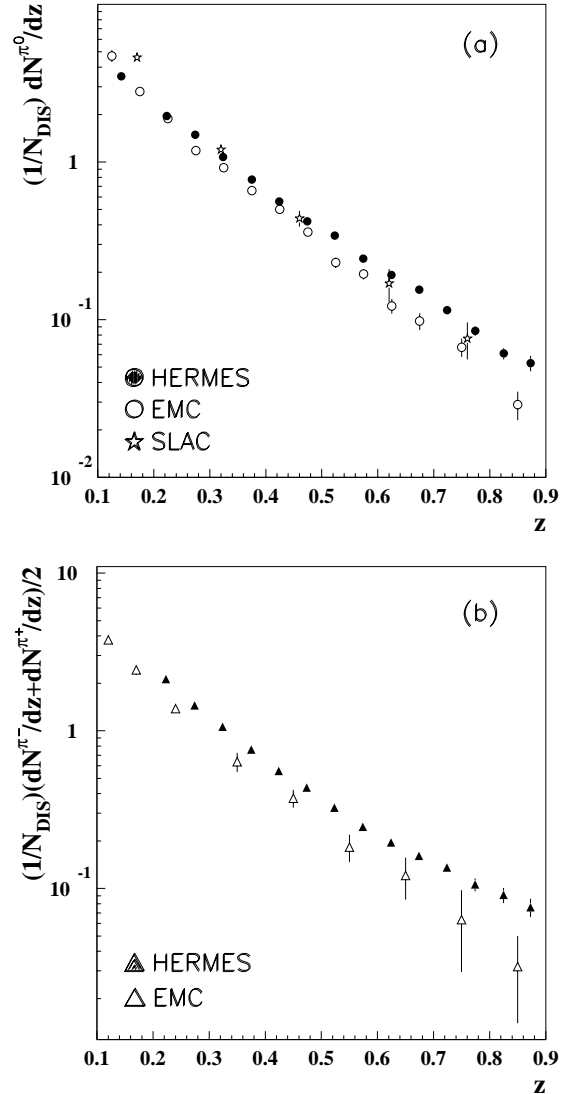 (1/N_DIS) dN^π⁰/dz
(a)
1
10⁻¹
10⁻²
HERMES
EMC
SLAC
0.1 0.2 0.3 0.4 0.5 0.6 0.7 0.8 0.9
z
(1/N_DIS)(dN^π⁻/dz+dN^π⁺/dz)/2
(b)
10
1
10⁻¹
HERMES
EMC
0.1 0.2 0.3 0.4 0.5 0.6 0.7 0.8 0.9
z